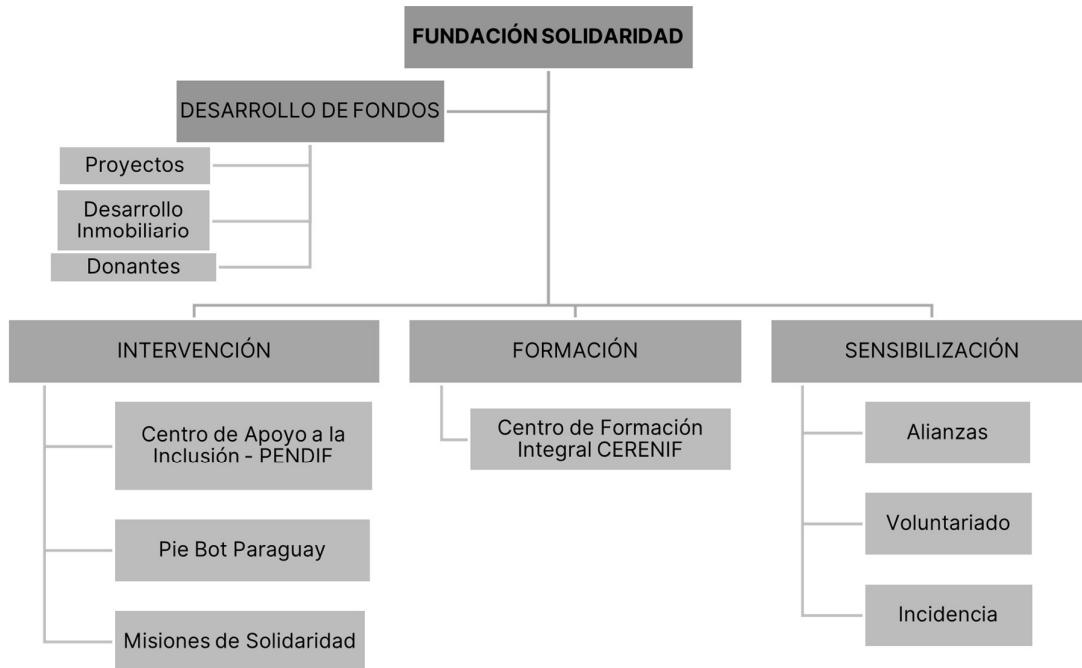 FUNDACIÓN SOLIDARIDAD
DESARROLLO DE FONDOS
Proyectos
Desarrollo
Inmobiliario
Donantes
INTERVENCIÓN
Centro de Apoyo a la
Inclusión - PENDIF
Pie Bot Paraguay
Misiones de Solidaridad
FORMACIÓN
Centro de Formación
Integral CERENIF
SENSIBILIZACIÓN
Alianzas
Voluntariado
Incidencia